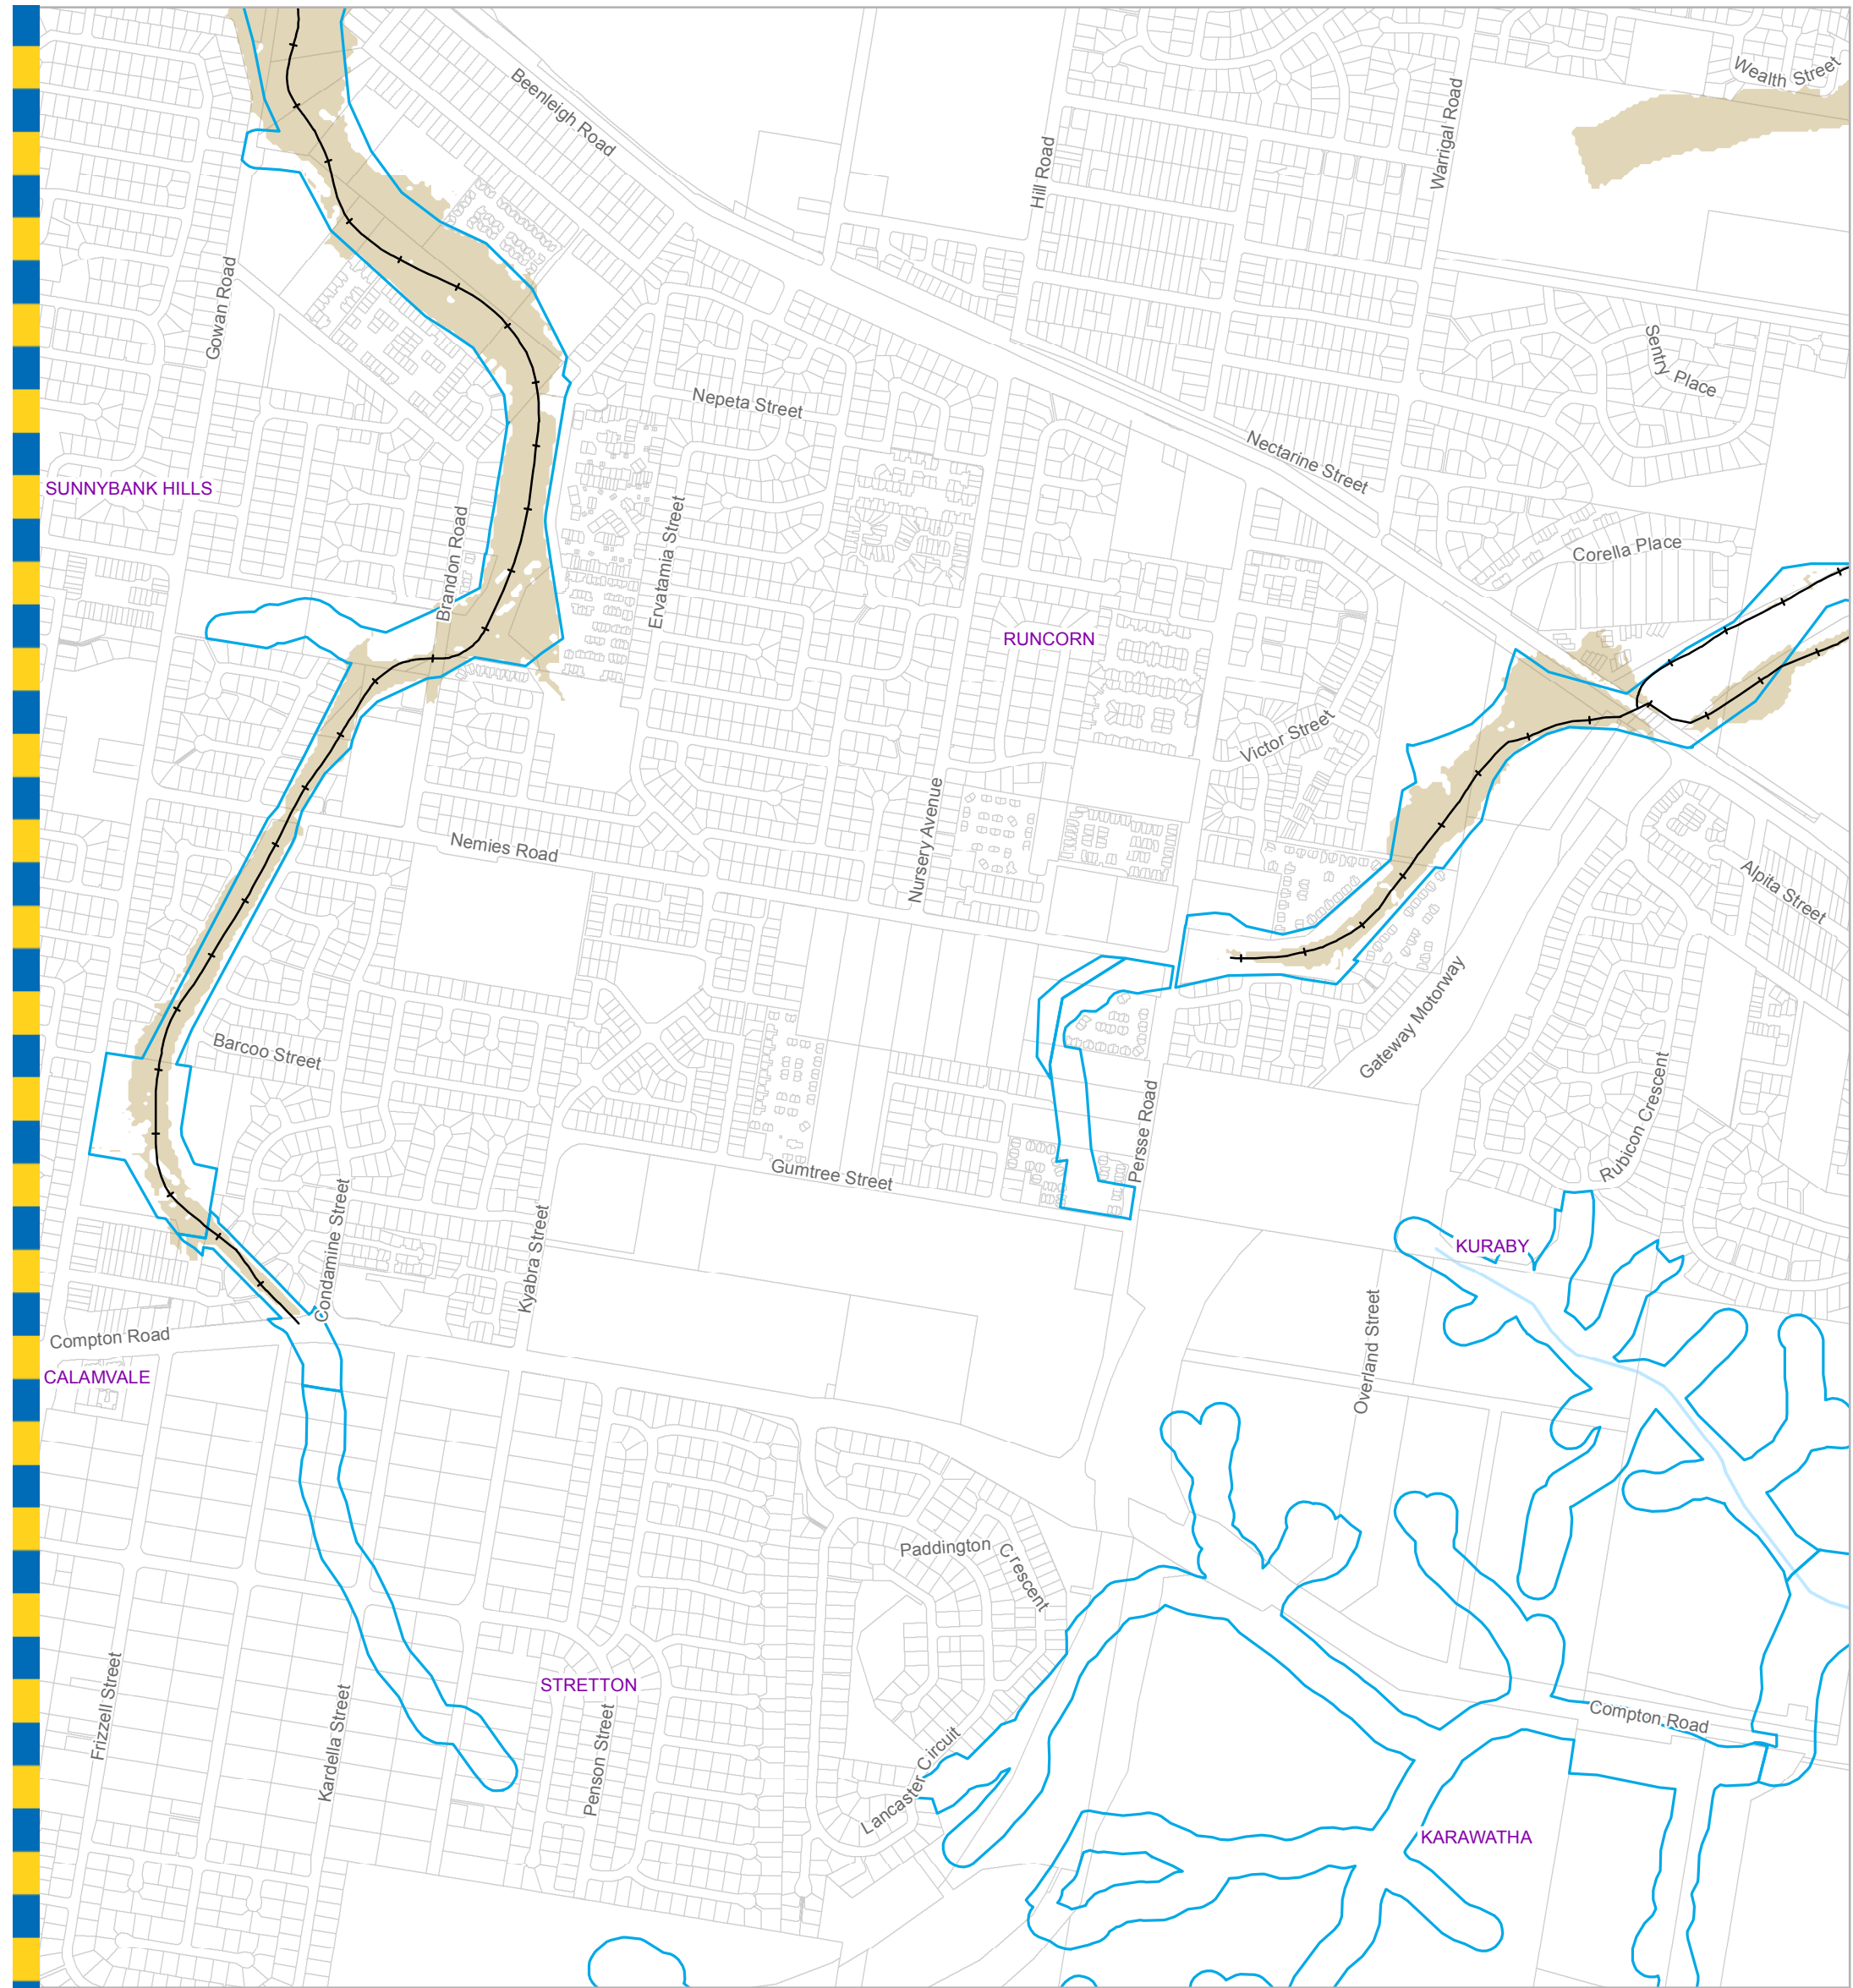 Wealth Street
Beenleigh Road
Warrigal Road
Hill Road
Gowan Road
Sentry Place
Nepeta Street
Nectarine Street
SUNNYBANK HILLS
Brandon Road
Ervatamia Street
Corella Place
RUNCORN
Victor Street
Nursery Avenue
Nemies Road
Alpita Street
Gateway Motorway
Barcoo Street
Rubicon Crescent
Persse Road
Gumtree Street
Condamine Street
Kyabra Street
KURABY
Compton Road
Overland Street
CALAMVALE
Paddington Crescent
Frizzell Street
STRETTON
Kardella Street
Penson Street
Compton Road
Lancaster Circuit
KARAWATHA